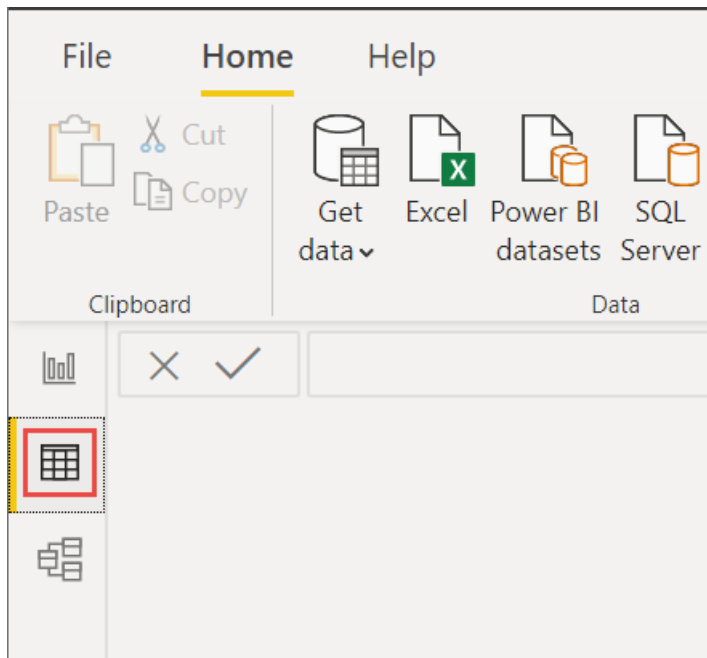 File Home Help
Cut
Copy
Paste
Get
data
Excel
Power BI
datasets
SQL
Server
Clipboard
Data